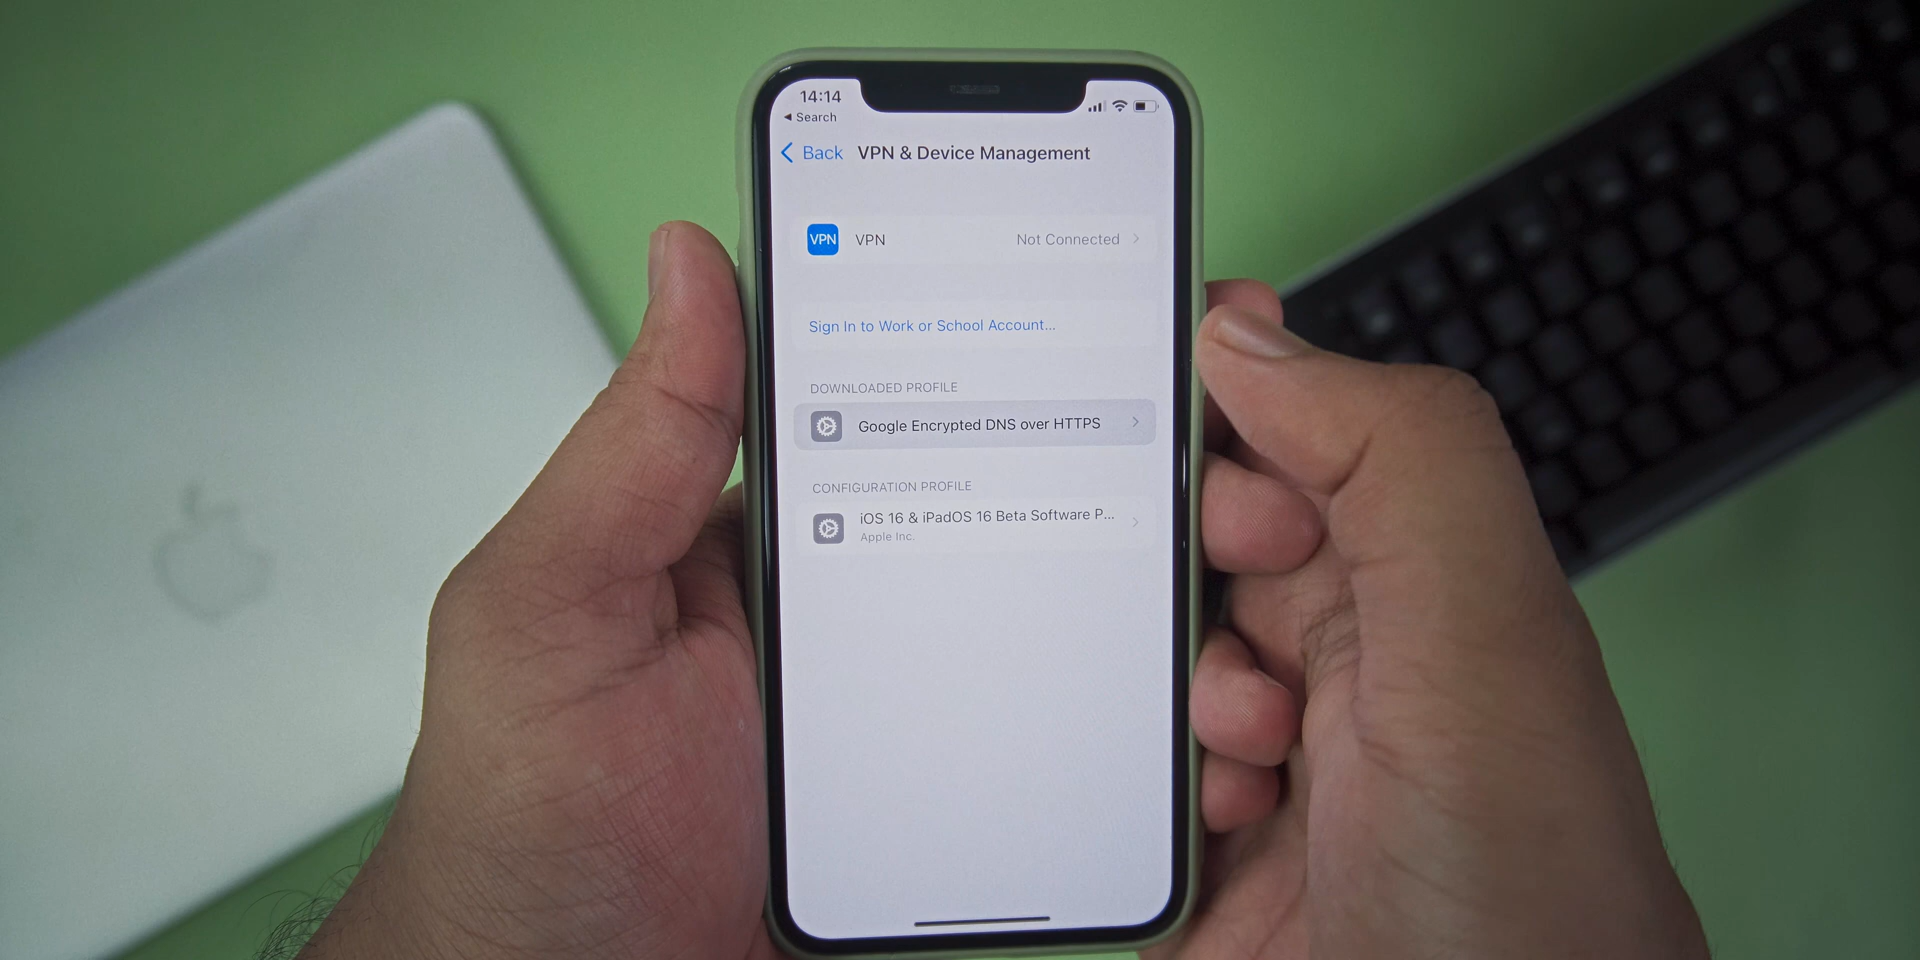 14:14
◀ Search
Back VPN & Device Management
VPN VPN Not Connected
Sign In to Work or School Account...
DOWNLOADED PROFILE
Google Encrypted DNS over HTTPS
CONFIGURATION PROFILE
iOS 16 & iPadOS 16 Beta Software P...
Apple Inc.